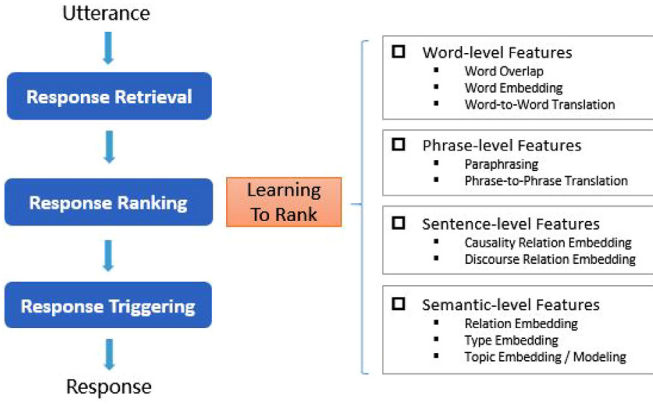 Utterance
Response Retrieval
Response Ranking
Response Triggering
Response
Learning
To Rank
Word-level Features
Word Overlap
Word Embedding
Word-to-Word Translation
Phrase-level Features
Paraphrasing
Phrase-to-Phrase Translation
Sentence-level Features
Causality Relation Embedding
Discourse Relation Embedding
Semantic-level Features
Relation Embedding
Type Embedding
Topic Embedding / Modeling